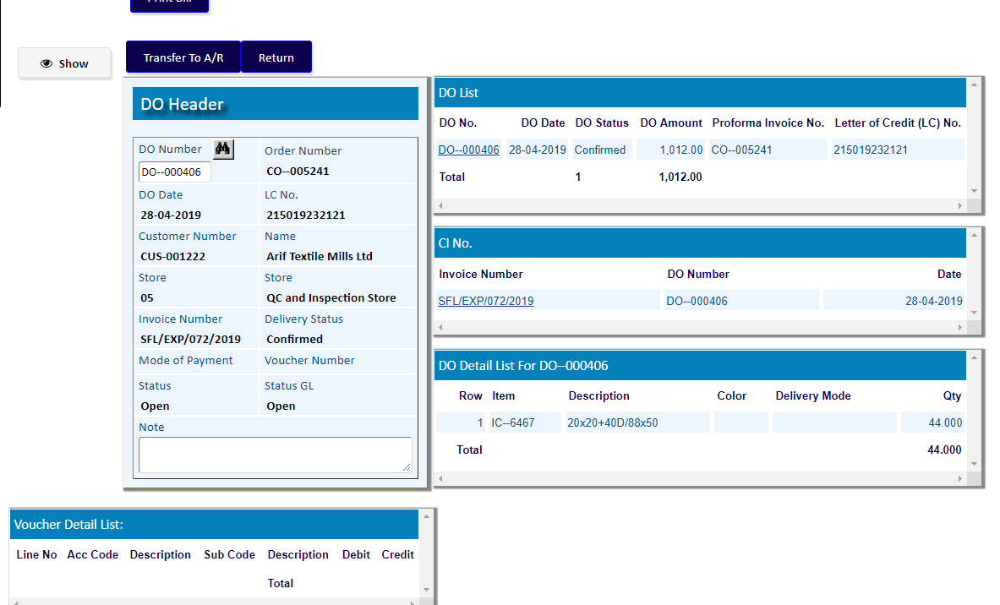 Print Bill
Show
Transfer To A/R
Return
DO Header
DO Number
DO--000406
Order Number
CO--005241
DO Date
28-04-2019
LC No.
215019232121
Customer Number
CUS-001222
Name
Arif Textile Mills Ltd
Store
05
Store
QC and Inspection Store
Invoice Number
SFL/EXP/072/2019
Delivery Status
Confirmed
Mode of Payment
Voucher Number
Status
Open
Status GL
Open
Note
DO List
DO No. DO Date DO Status DO Amount Proforma Invoice No. Letter of Credit (LC) No.
DO--000406 28-04-2019 Confirmed 1,012.00 CO--005241 215019232121
Total 1 1,012.00
CI No.
Invoice Number DO Number Date
SFL/EXP/072/2019 DO--000406 28-04-2019
DO Detail List For DO--000406
Row Item Description Color Delivery Mode Qty
1 IC--6467 20x20+40D/88x50 44.000
Total 44.000
Voucher Detail List:
Line No Acc Code Description Sub Code Description Debit Credit
Total